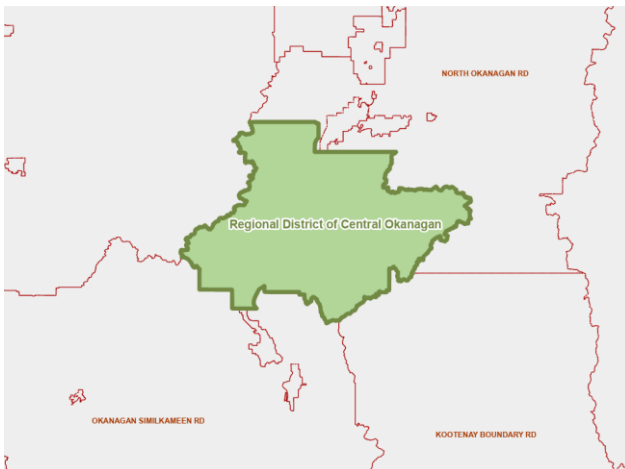 NORTH OKANAGAN RD
Regional District of Central Okanagan
OKANAGAN SIMILKAMEEN RD
KOOTENAY BOUNDARY RD